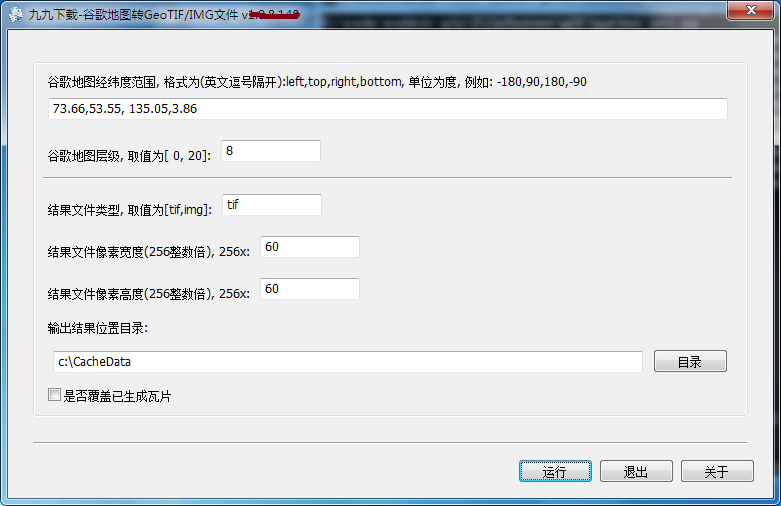 九九下载-谷歌地图转GeoTIF/IMG文件
谷歌地图经纬度范围, 格式为(英文逗号隔开):left,top,right,bottom, 单位为度, 例如: -180,90,180,-90
73.66,53.55, 135.05,3.86
谷歌地图层级, 取值为[ 0, 20]: 8
结果文件类型, 取值为[tif,img]: tif
结果文件像素宽度(256整数倍), 256x: 60
结果文件像素高度(256整数倍), 256x: 60
输出结果位置目录:
c:\CacheData 目录
是否覆盖已生成瓦片
运行 退出 关于